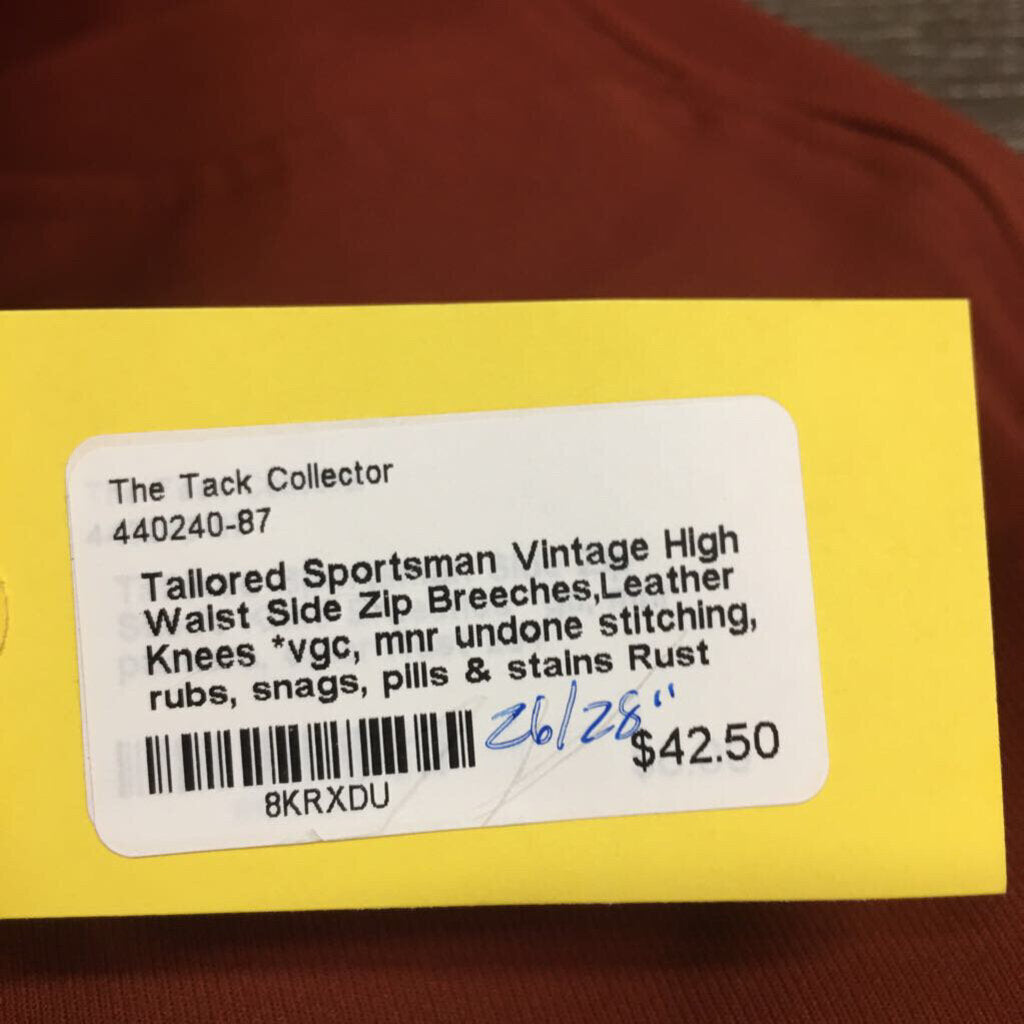 The Tack Collector
440240-87
Tailored Sportsman Vintage High
Waist Side Zip Breeches,Leather
Knees *vgc, mnr undone stitching,
rubs, snags, pills & stains Rust
26/28"
$42.50
8KRXDU